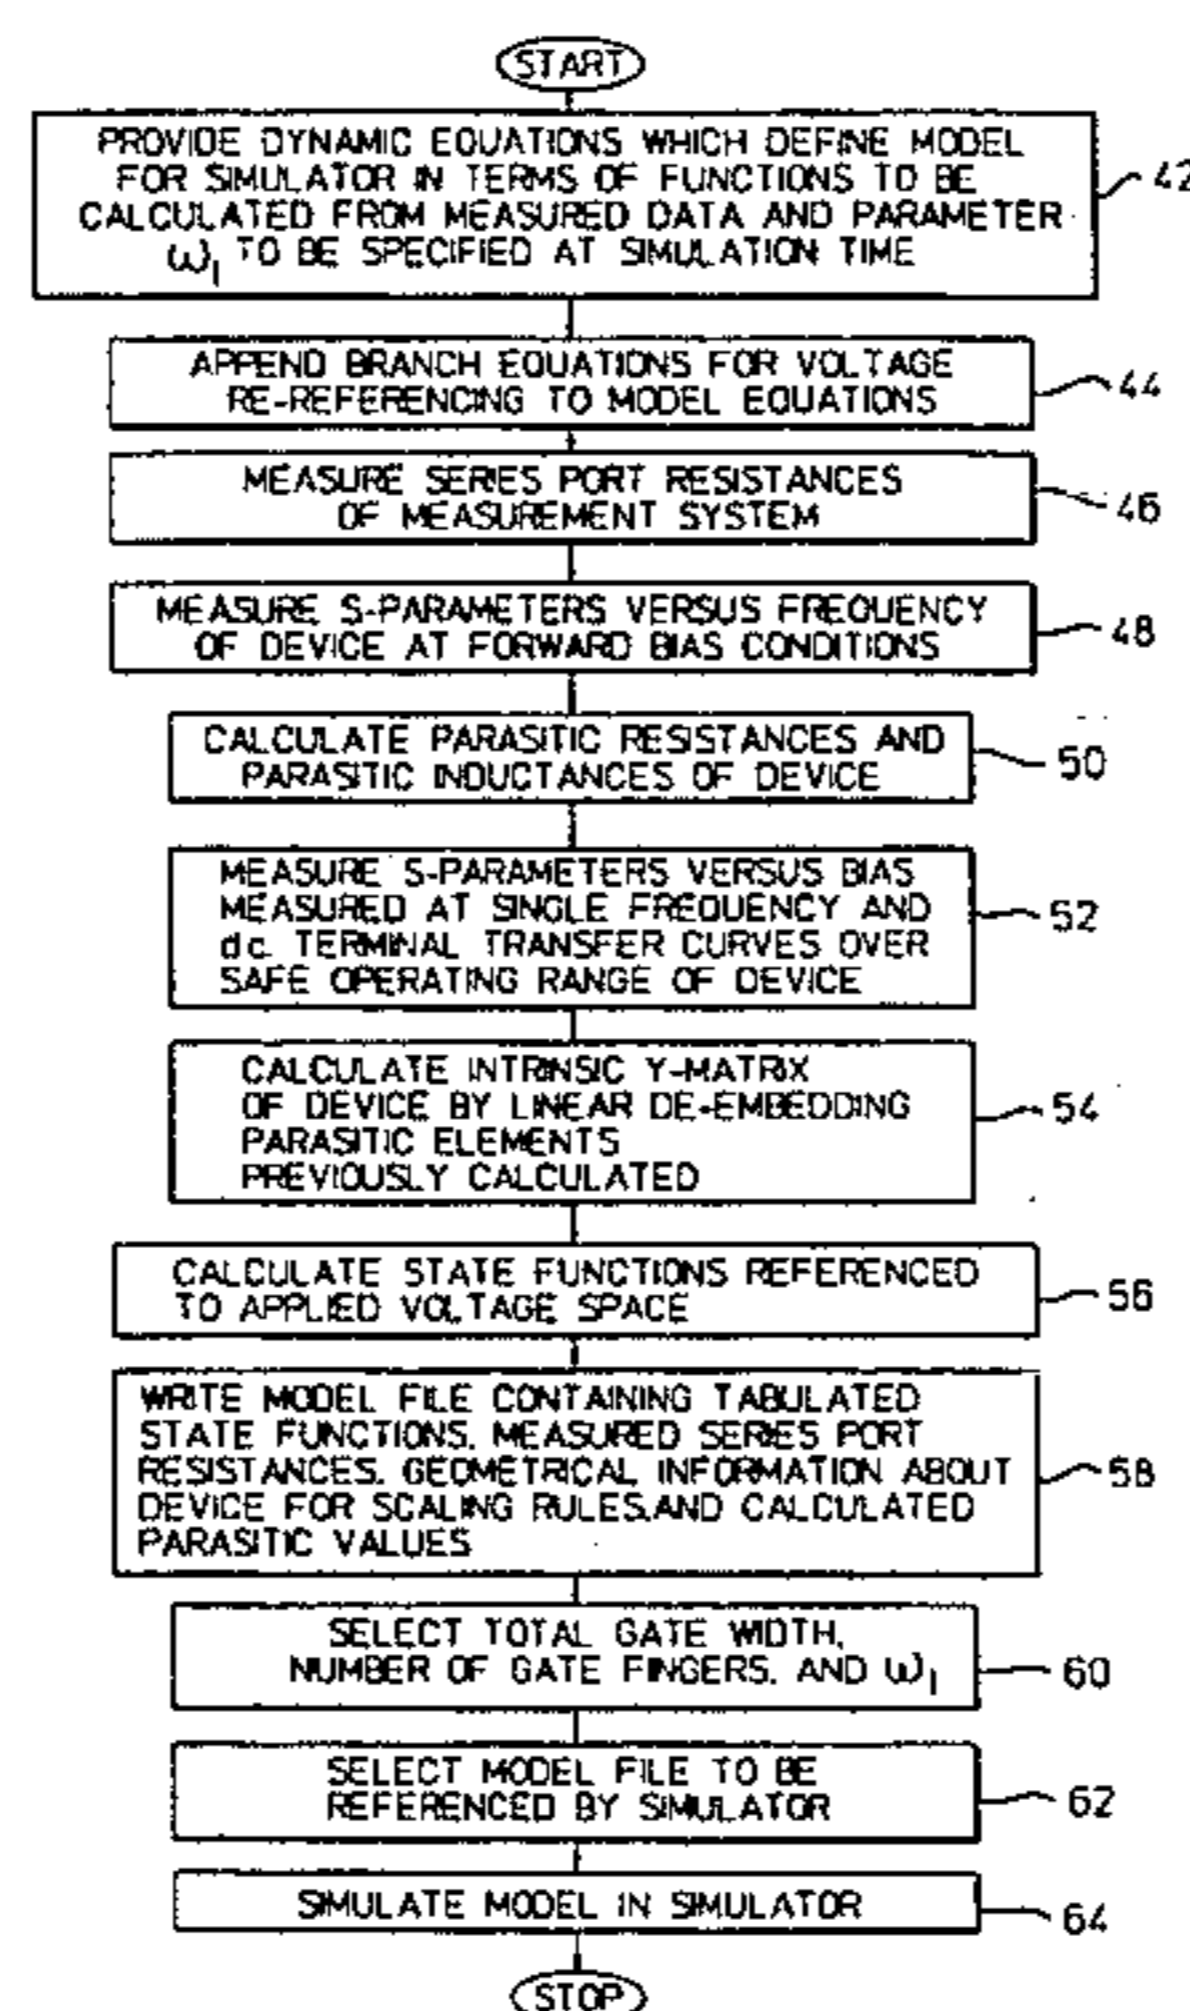 START
PROVIDE DYNAMIC EQUATIONS WHICH DEFINE MODEL
FOR SIMULATOR IN TERMS OF FUNCTIONS TO BE
CALCULATED FROM MEASURED DATA AND PARAMETER
ω₁ TO BE SPECIFIED AT SIMULATION TIME
42
APPEND BRANCH EQUATIONS FOR VOLTAGE
RE-REFERENCING TO MODEL EQUATIONS
44
MEASURE SERIES PORT RESISTANCES
OF MEASUREMENT SYSTEM
46
MEASURE S-PARAMETERS VERSUS FREQUENCY
OF DEVICE AT FORWARD BIAS CONDITIONS
48
CALCULATE PARASITIC RESISTANCES AND
PARASITIC INDUCTANCES OF DEVICE
50
MEASURE S-PARAMETERS VERSUS BIAS
MEASURED AT SINGLE FREQUENCY AND
dc. TERMINAL TRANSFER CURVES OVER
SAFE OPERATING RANGE OF DEVICE
52
CALCULATE INTRINSIC Y-MATRIX
OF DEVICE BY LINEAR DE-EMBEDDING
PARASITIC ELEMENTS
PREVIOUSLY CALCULATED
54
CALCULATE STATE FUNCTIONS REFERENCED
TO APPLIED VOLTAGE SPACE
56
WRITE MODEL FILE CONTAINING TABULATED
STATE FUNCTIONS, MEASURED SERIES PORT
RESISTANCES, GEOMETRICAL INFORMATION ABOUT
DEVICE FOR SCALING RULES,AND CALCULATED
PARASITIC VALUES
58
SELECT TOTAL GATE WIDTH,
NUMBER OF GATE FINGERS, AND ω₁
60
SELECT MODEL FILE TO BE
REFERENCED BY SIMULATOR
62
SIMULATE MODEL IN SIMULATOR
64
STOP